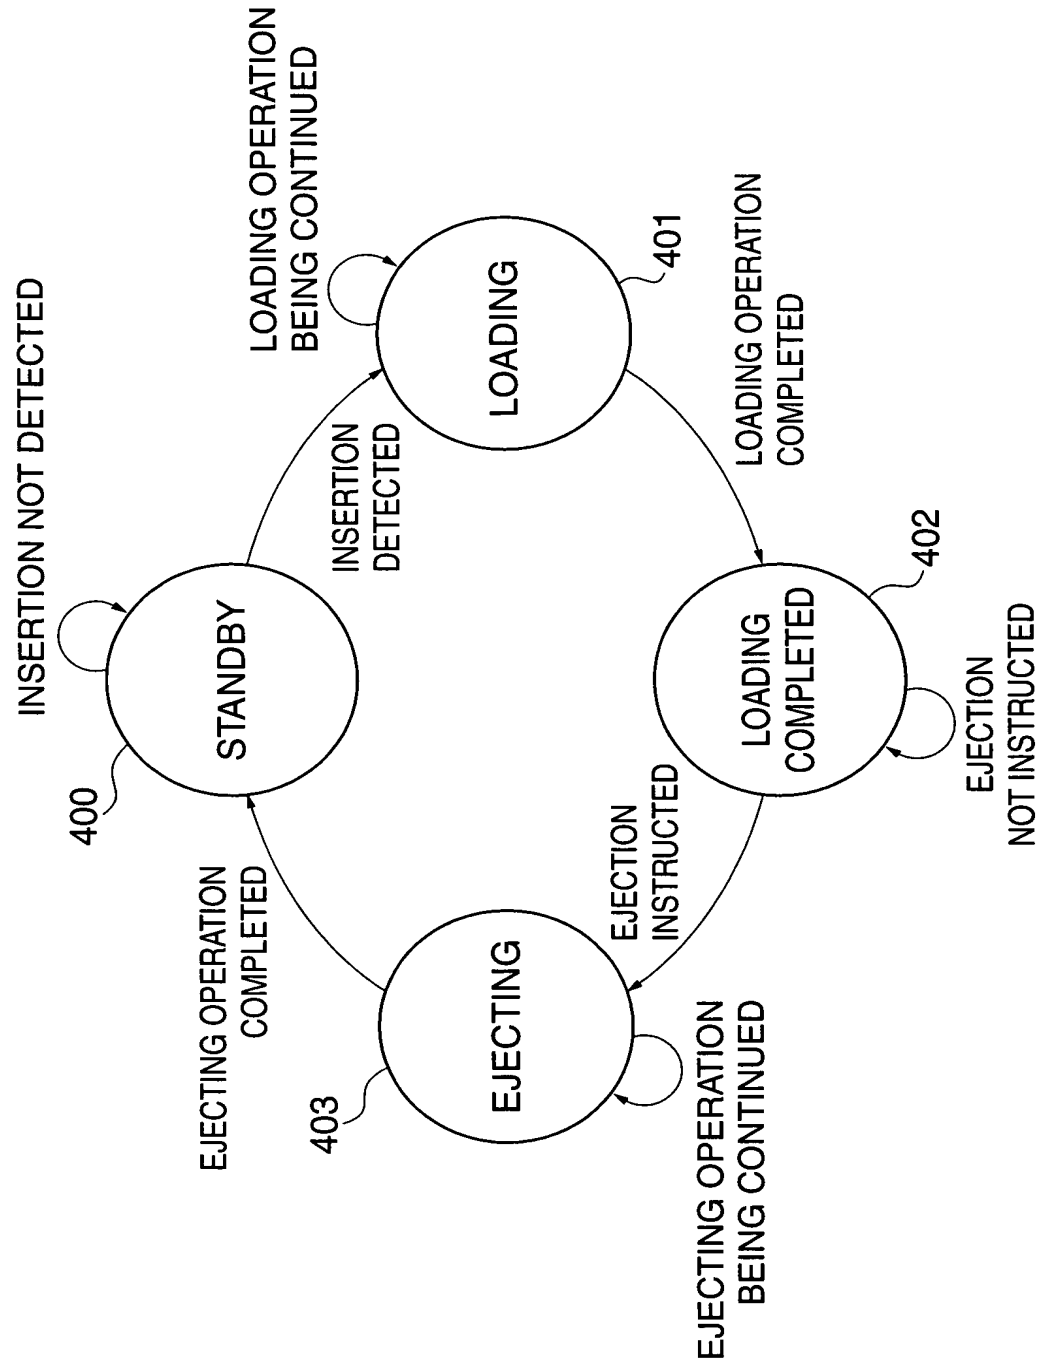 INSERTION NOT DETECTED
400
STANDBY
EJECTING OPERATION
COMPLETED
INSERTION
DETECTED
LOADING OPERATION
BEING CONTINUED
403
EJECTING
LOADING
401
EJECTION
INSTRUCTED
LOADING OPERATION
COMPLETED
EJECTING OPERATION
BEING CONTINUED
LOADING
COMPLETED
402
EJECTION
NOT INSTRUCTED